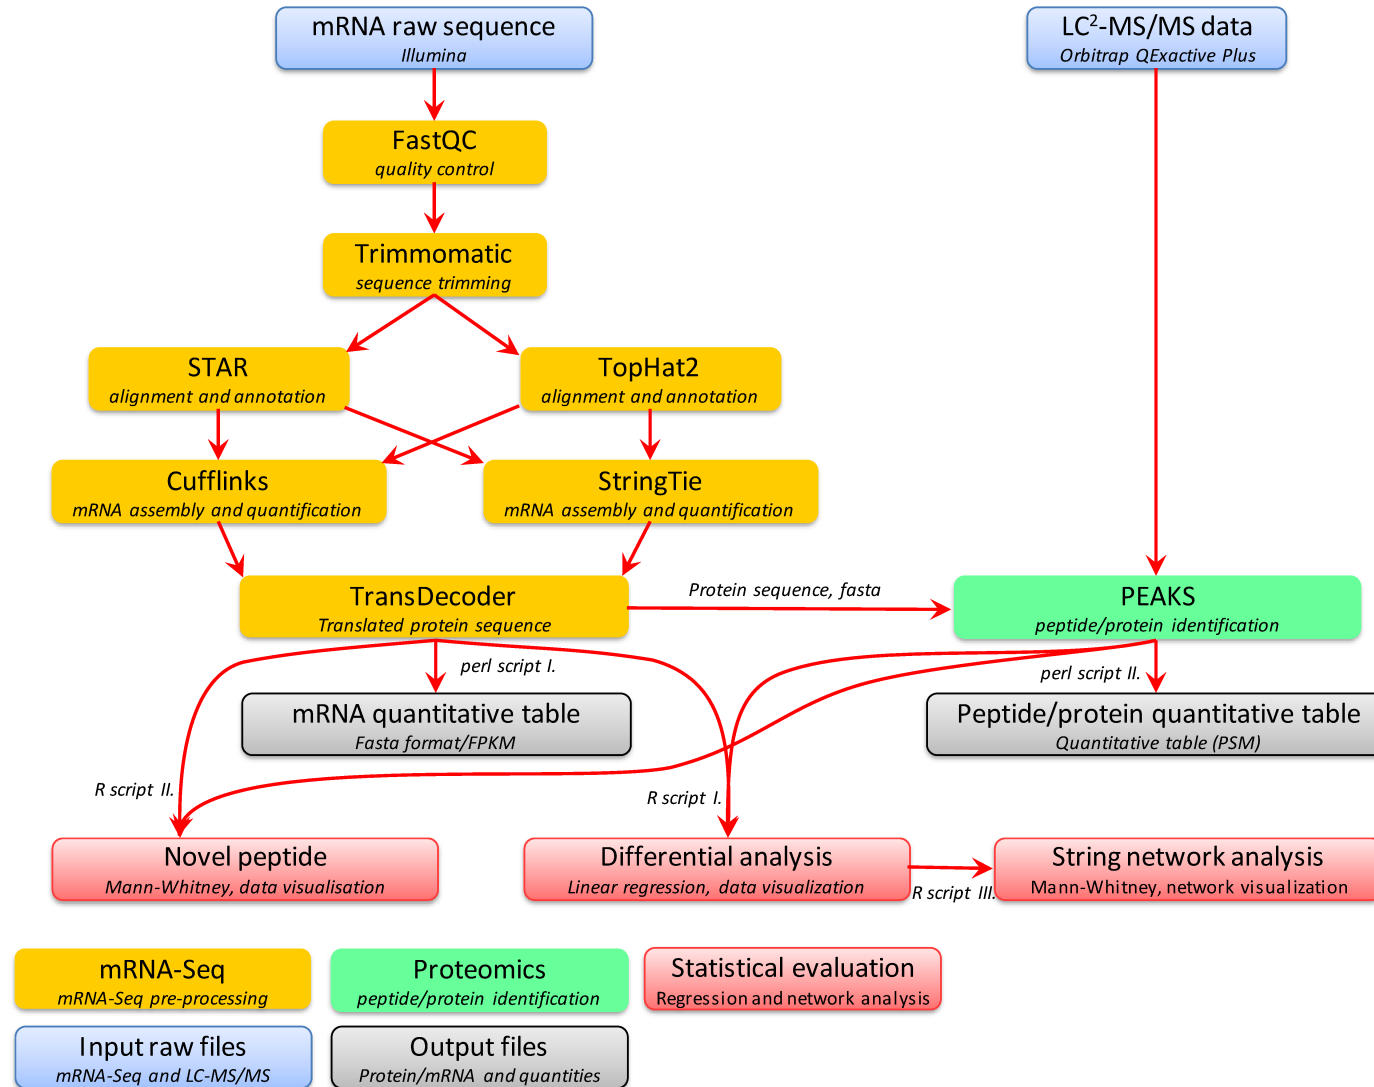 mRNA raw sequence
Illumina
LC²-MS/MS data
Orbitrap QExactive Plus
FastQC
quality control
Trimmomatic
sequence trimming
STAR
alignment and annotation
TopHat2
alignment and annotation
Cufflinks
mRNA assembly and quantification
StringTie
mRNA assembly and quantification
TransDecoder
Translated protein sequence
Protein sequence, fasta
PEAKS
peptide/protein identification
perl script I.
perl script II.
mRNA quantitative table
Fasta format/FPKM
Peptide/protein quantitative table
Quantitative table (PSM)
R script II.
R script I.
Novel peptide
Mann-Whitney, data visualisation
Differential analysis
Linear regression, data visualization
R script III.
String network analysis
Mann-Whitney, network visualization
mRNA-Seq
mRNA-Seq pre-processing
Proteomics
peptide/protein identification
Statistical evaluation
Regression and network analysis
Input raw files
mRNA-Seq and LC-MS/MS
Output files
Protein/mRNA and quantities